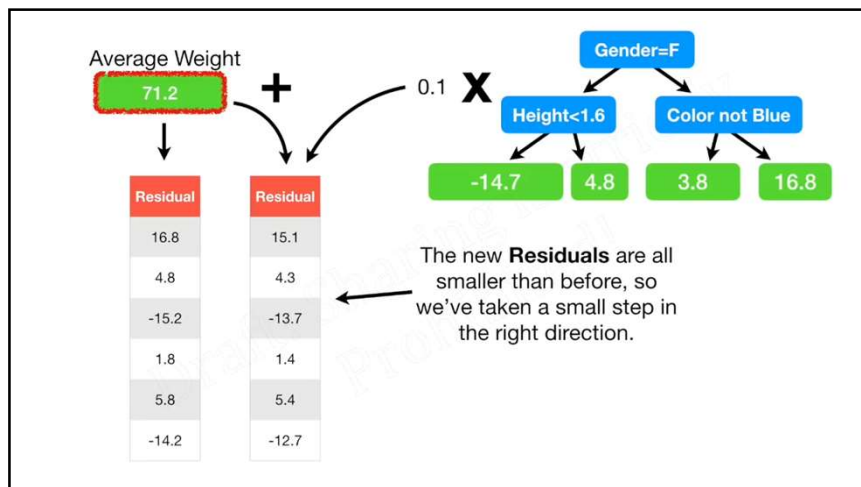 Average Weight
71.2
+
0.1 X
Gender=F
Height<1.6
Color not Blue
-14.7
4.8
3.8
16.8
Residual
16.8
4.8
-15.2
1.8
5.8
-14.2
Residual
15.1
4.3
-13.7
1.4
5.4
-12.7
The new Residuals are all
smaller than before, so
we've taken a small step in
the right direction.